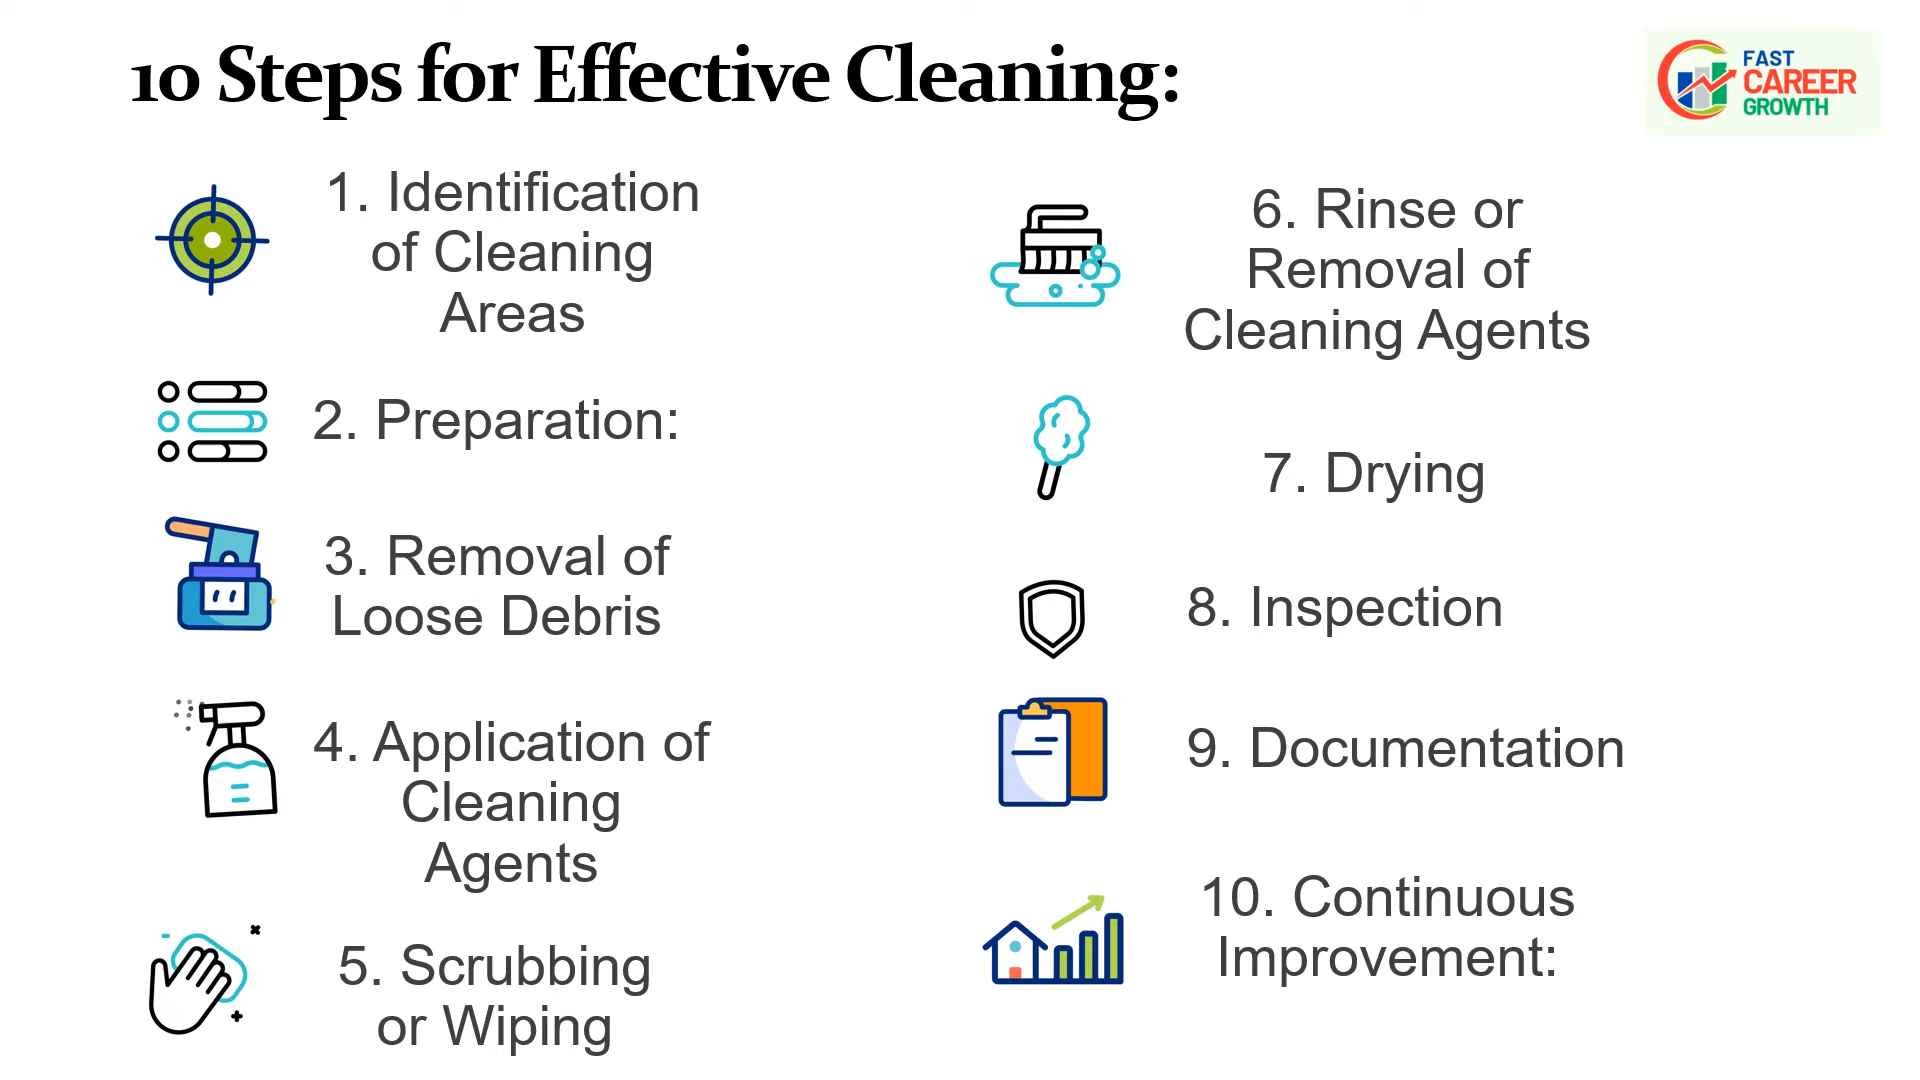 10 Steps for Effective Cleaning:
FAST
CAREER
GROWTH
1. Identification
of Cleaning
Areas
2. Preparation:
3. Removal of
Loose Debris
4. Application of
Cleaning
Agents
5. Scrubbing
or Wiping
6. Rinse or
Removal of
Cleaning Agents
7. Drying
8. Inspection
9. Documentation
10. Continuous
Improvement: